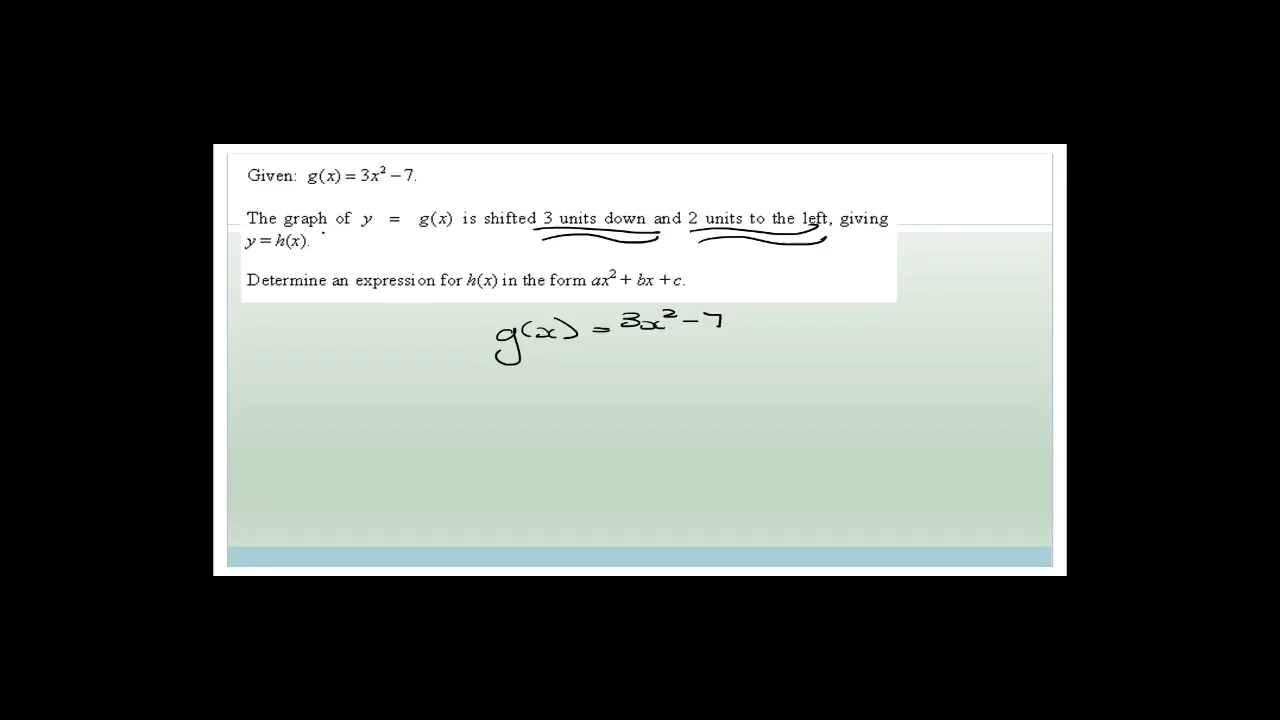 Given: g(x) = 3x² – 7.
The graph of y = g(x) is shifted 3 units down and 2 units to the left, giving
y = h(x).
Determine an expression for h(x) in the form ax² + bx + c.
g(x) = 3x² – 7